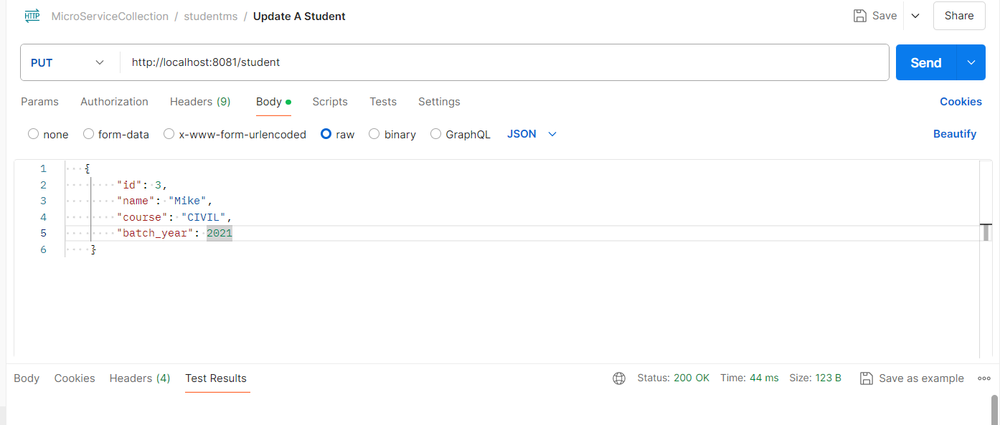 HTTP MicroServiceCollection / studentms / Update A Student Save Share
PUT http://localhost:8081/student Send
Params Authorization Headers (9) Body Scripts Tests Settings Cookies
none form-data x-www-form-urlencoded raw binary GraphQL JSON Beautify
1 {
2 "id": 3,
3 "name": "Mike",
4 "course": "CIVIL",
5 "batch_year": 2021
6 }
Body Cookies Headers (4) Test Results Status: 200 OK Time: 44 ms Size: 123 B Save as example